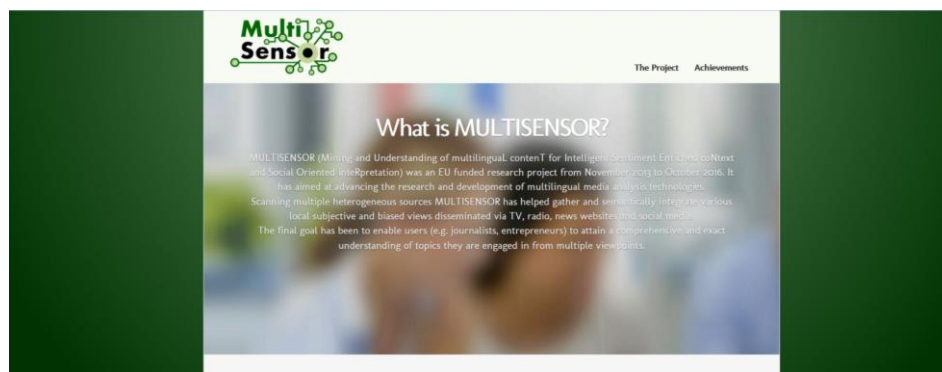 Multi
Sensor
The Project Achievements
What is MULTISENSOR?
MULTISENSOR (Mining and Understanding of multilinguaL contenT for Intelligent Sentiment Enriched coNtext
and Social Oriented inteRpretation) was an EU funded research project from November 2013 to October 2016. It
has aimed at advancing the research and development of multilingual media analysis technologies.
Scanning multiple heterogeneous sources MULTISENSOR has helped gather and semantically integrate various
local subjective and biased views disseminated via TV, radio, news websites and social media.
The final goal has been to enable users (e.g. journalists, entrepreneurs) to attain a comprehensive and exact
understanding of topics they are engaged in from multiple viewpoints.